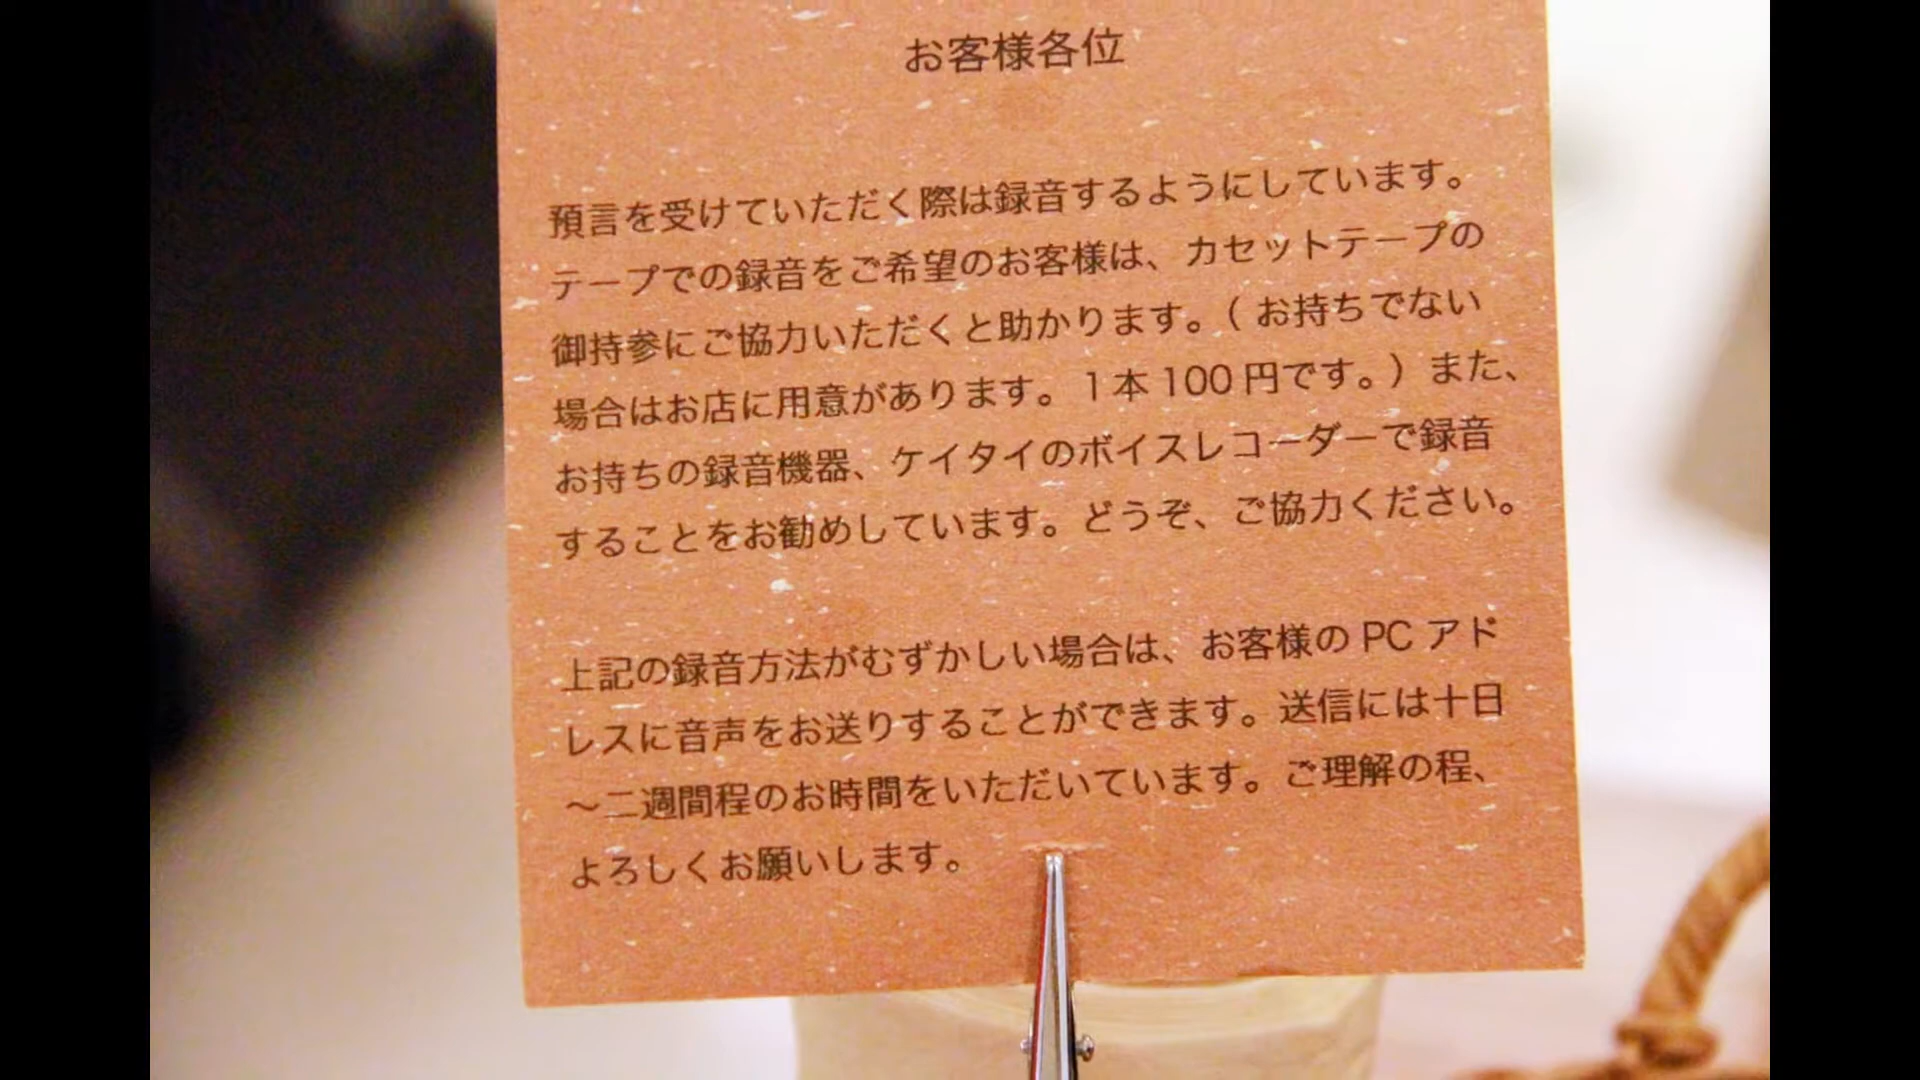 お客様各位
預言を受けていただく際は録音するようにしています。
テープでの録音をご希望のお客様は、カセットテープの
御持参にご協力いただくと助かります。（お持ちでない
場合はお店に用意があります。1本100円です。）また、
お持ちの録音機器、ケイタイのボイスレコーダーで録音
することをお勧めしています。どうぞ、ご協力ください。
上記の録音方法がむずかしい場合は、お客様のPCアド
レスに音声をお送りすることができます。送信には十日
～二週間程のお時間をいただいています。ご理解の程、
よろしくお願いします。